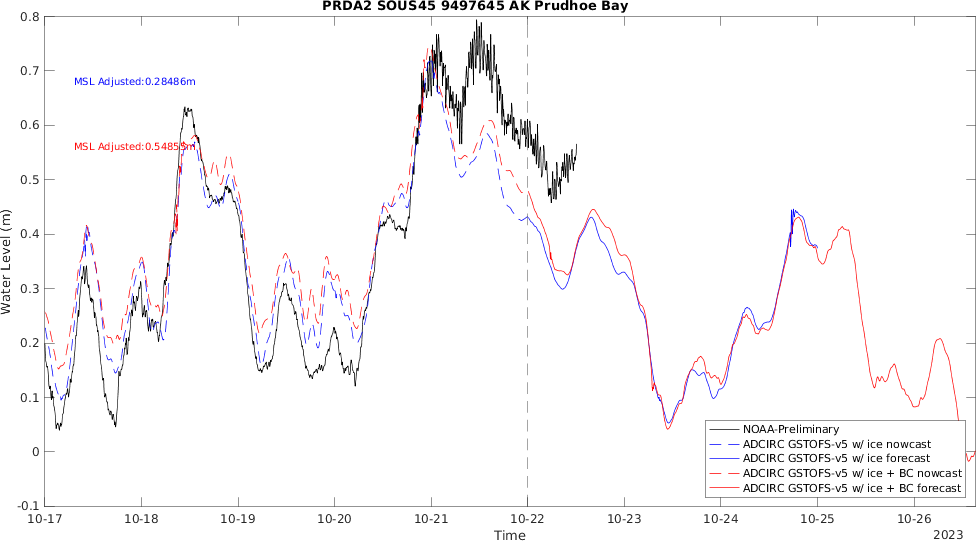 PRDA2 SOUS45 9497645 AK Prudhoe Bay
0.8
0.7
0.6
0.5
0.4
0.3
0.2
0.1
0
-0.1
Water Level (m)
MSL Adjusted:0.28486m
MSL Adjusted:0.54855m
NOAA-Preliminary
ADCIRC GSTOFS-v5 w/ ice nowcast
ADCIRC GSTOFS-v5 w/ ice forecast
ADCIRC GSTOFS-v5 w/ ice + BC nowcast
ADCIRC GSTOFS-v5 w/ ice + BC forecast
10-17 10-18 10-19 10-20 10-21 10-22 10-23 10-24 10-25 10-26
Time
2023